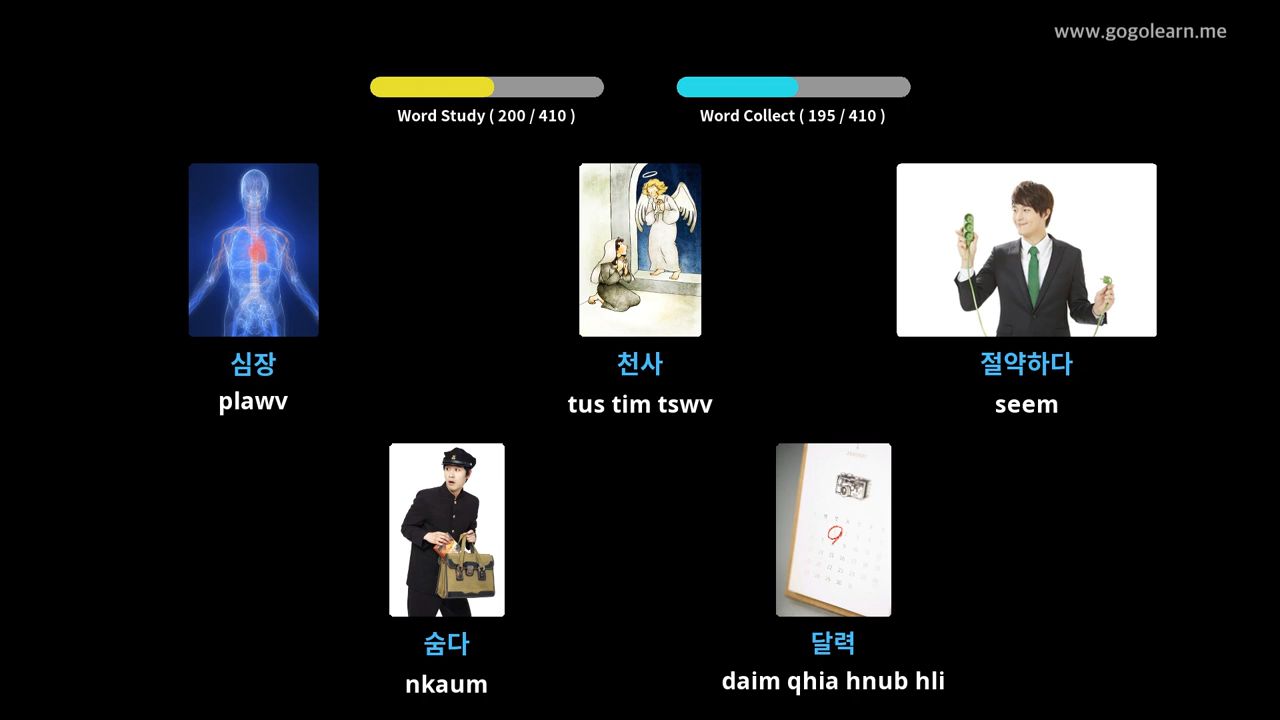 www.gogolearn.me
Word Study ( 200 / 410 )
Word Collect ( 195 / 410 )
심장
plawv
천사
tus tim tswv
절약하다
seem
숨다
nkaum
9
달력
daim qhia hnub hli